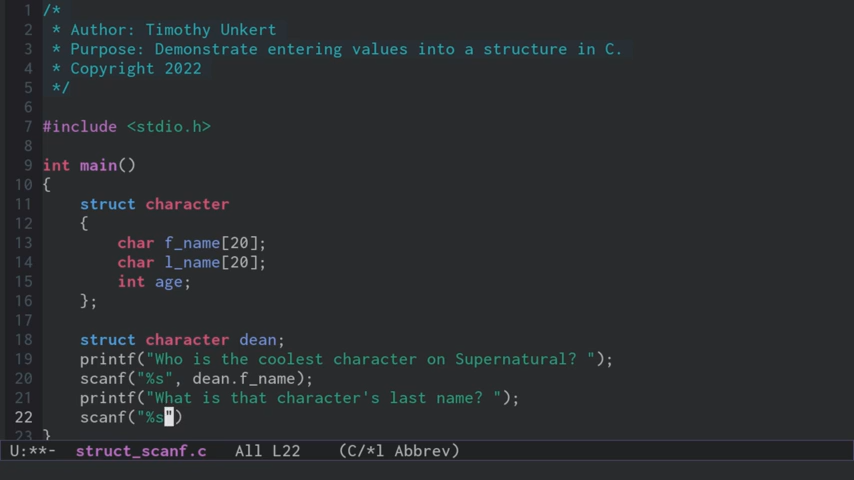 1 /*
2  * Author: Timothy Unkert
3  * Purpose: Demonstrate entering values into a structure in C.
4  * Copyright 2022
5  */
6
7 #include <stdio.h>
8
9 int main()
10 {
11     struct character
12     {
13         char f_name[20];
14         char l_name[20];
15         int age;
16     };
17
18     struct character dean;
19     printf("Who is the coolest character on Supernatural? ");
20     scanf("%s", dean.f_name);
21     printf("What is that character's last name? ");
22     scanf("%s")
23 }
U:**-  struct_scanf.c   All L22    (C/*l Abbrev)